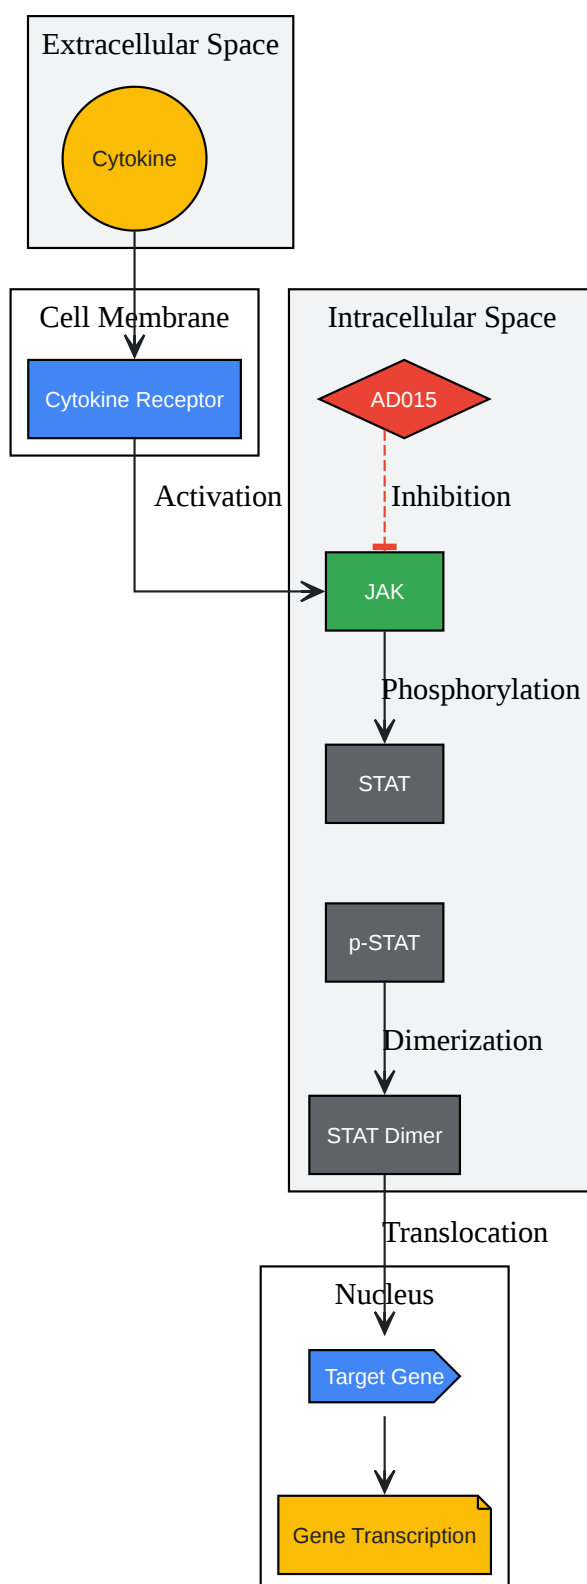 Extracellular Space
Cytokine
Cell Membrane
Cytokine Receptor
Activation
Intracellular Space
AD015
Inhibition
JAK
Phosphorylation
STAT
p-STAT
Dimerization
STAT Dimer
Translocation
Nucleus
Target Gene
Gene Transcription